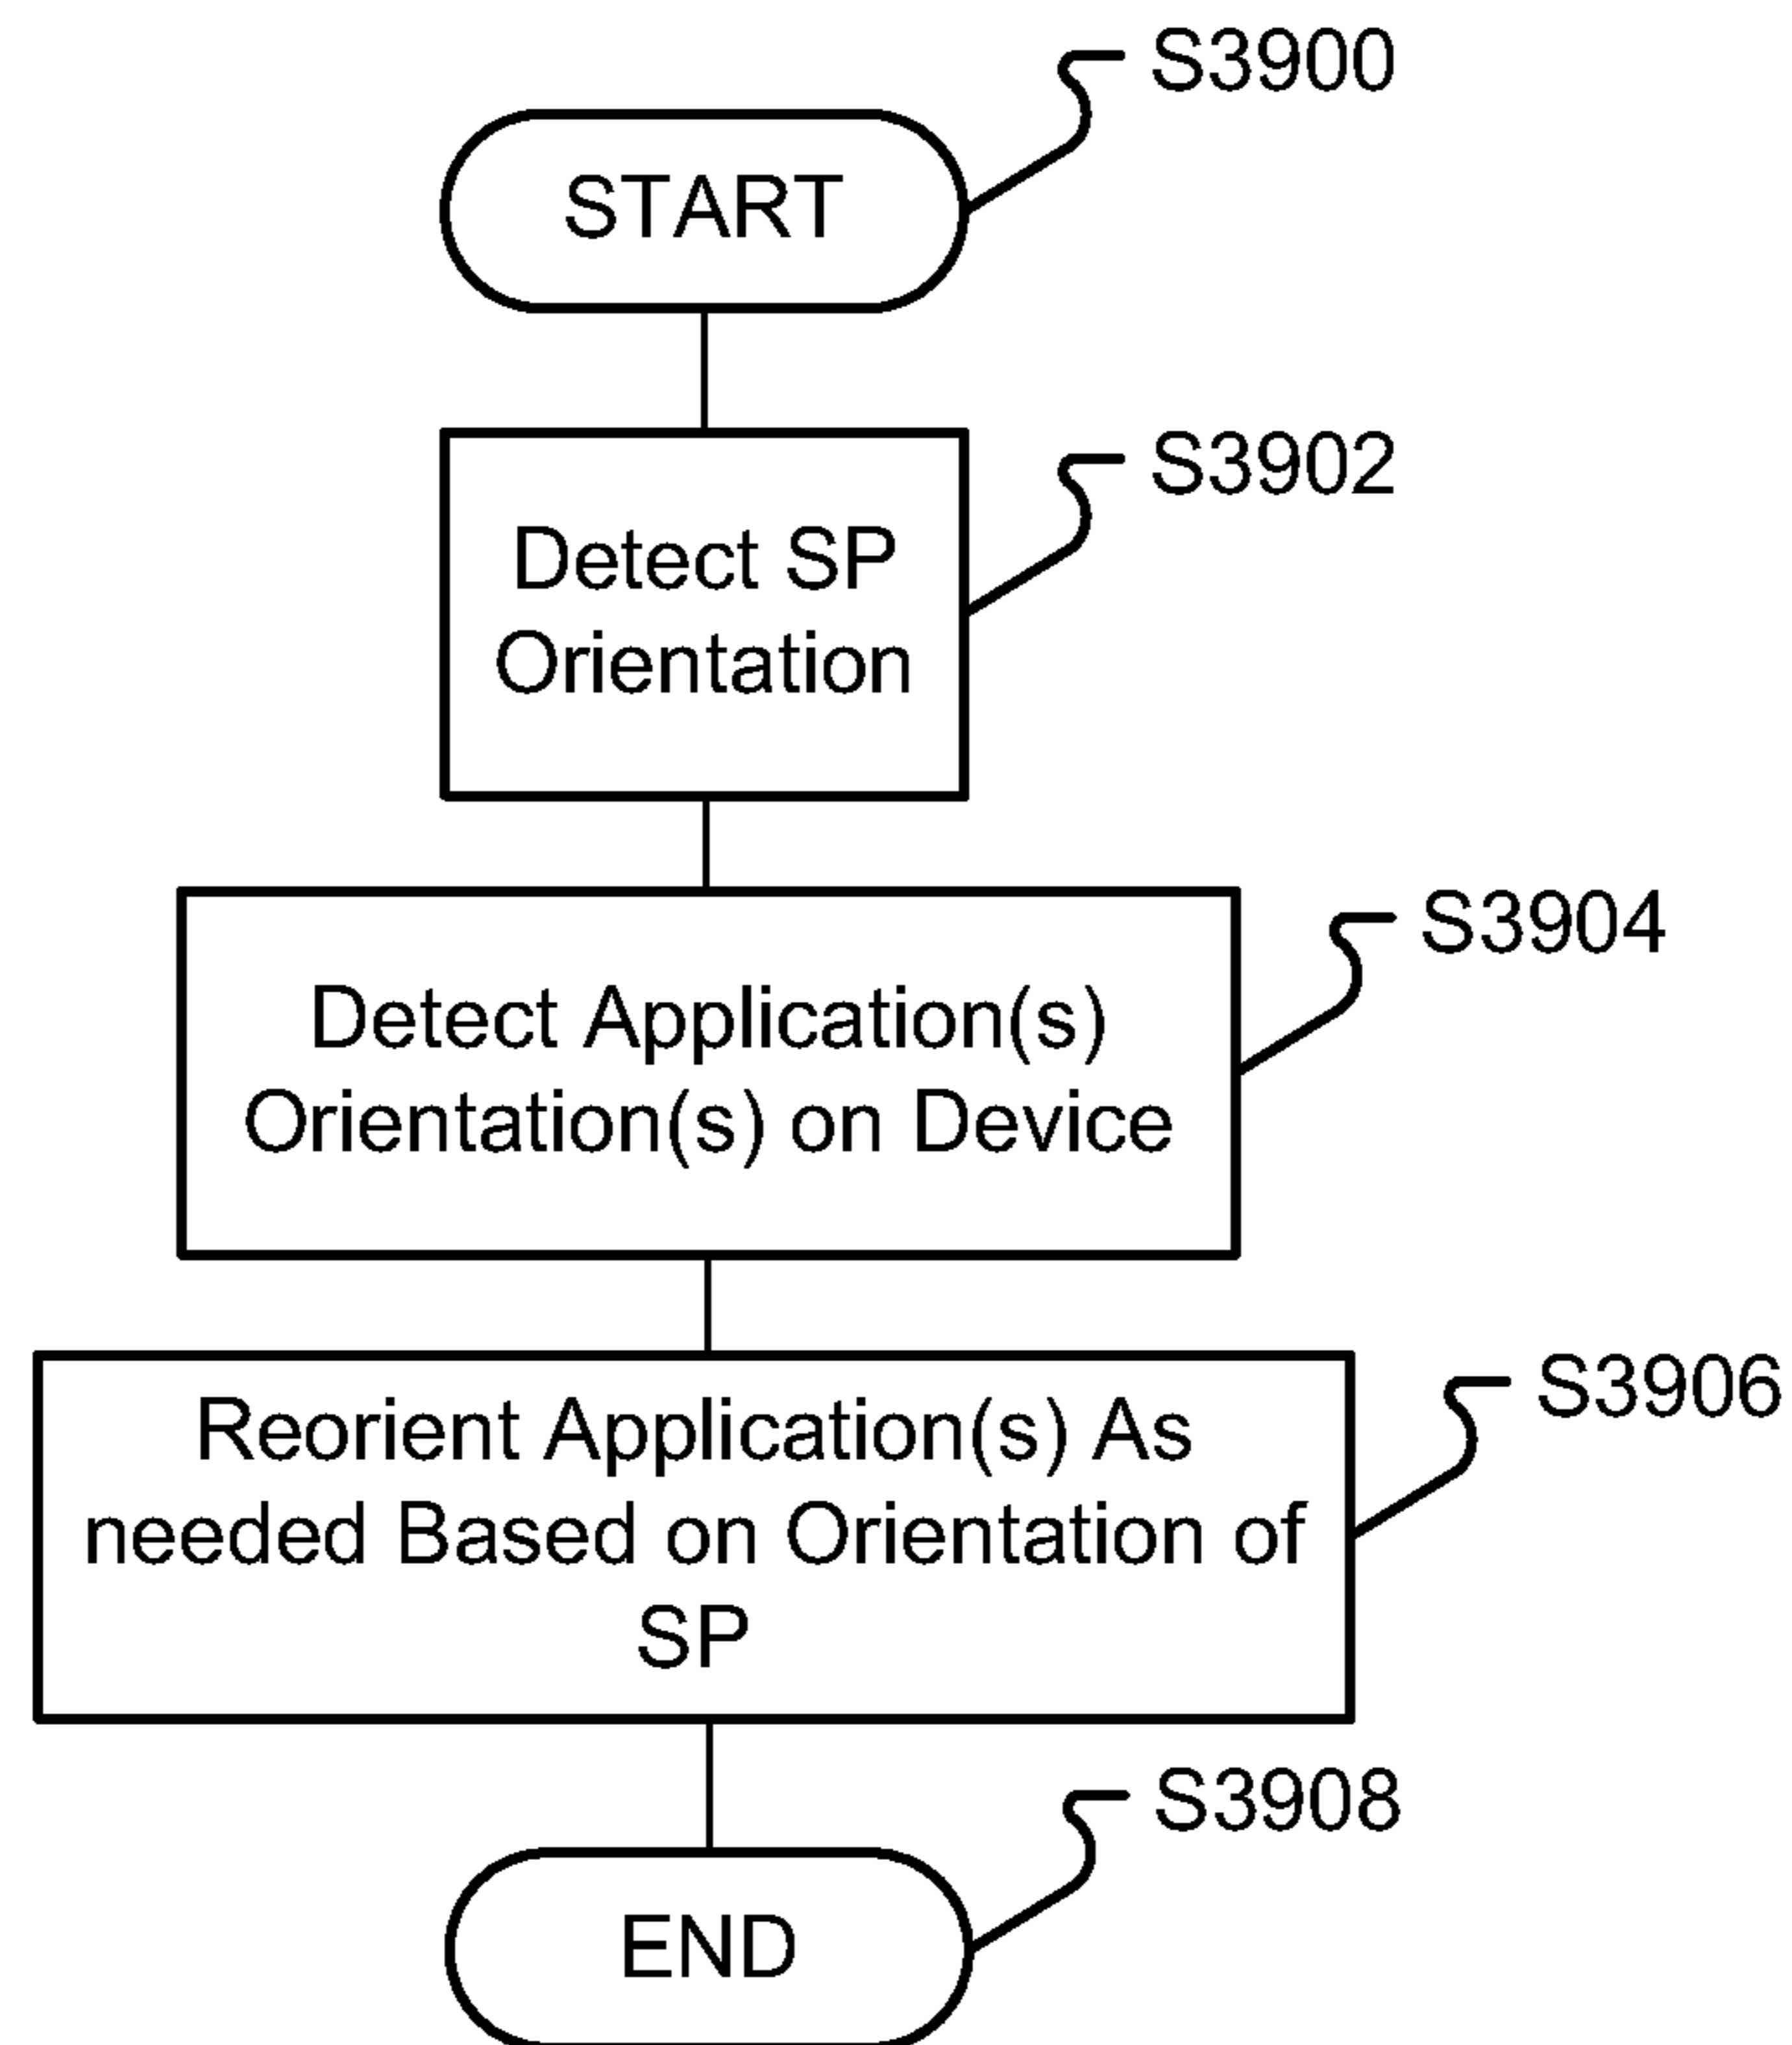 S3900
START
S3902
Detect SP
Orientation
S3904
Detect Application(s)
Orientation(s) on Device
S3906
Reorient Application(s) As
needed Based on Orientation of
SP
S3908
END